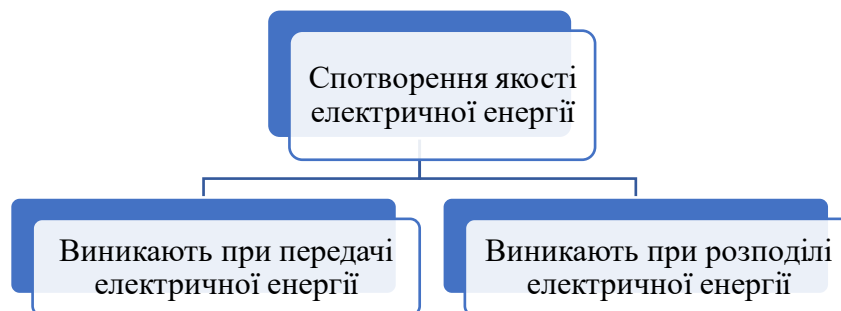 Спотворення якості
електричної енергії
Виникають при передачі
електричної енергії
Виникають при розподілі
електричної енергії